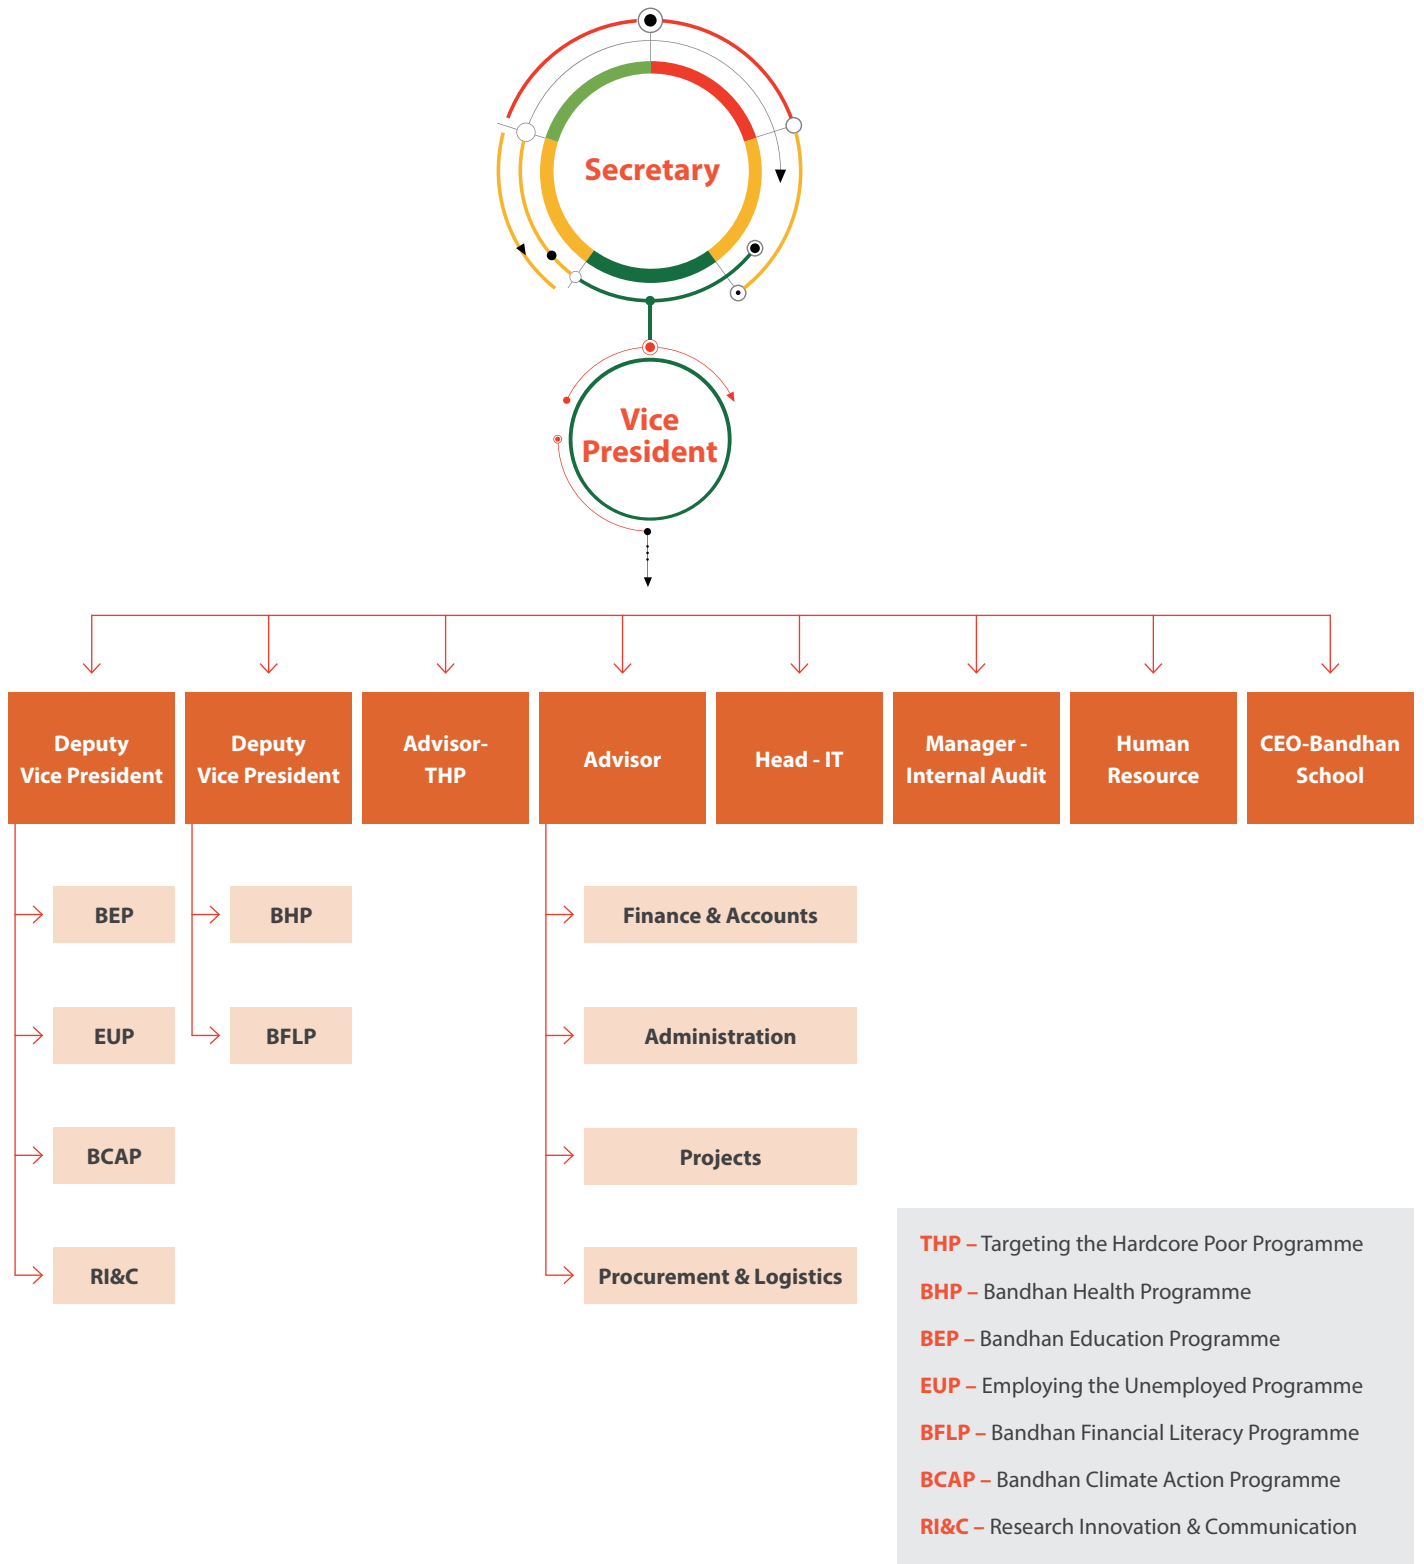 Secretary
Vice
President
Deputy
Vice President
Deputy
Vice President
Advisor-
THP
Advisor
Head - IT
Manager -
Internal Audit
Human
Resource
CEO-Bandhan
School
BEP
BHP
Finance & Accounts
EUP
BFLP
Administration
BCAP
Projects
RI&C
Procurement & Logistics
THP – Targeting the Hardcore Poor Programme
BHP – Bandhan Health Programme
BEP – Bandhan Education Programme
EUP – Employing the Unemployed Programme
BFLP – Bandhan Financial Literacy Programme
BCAP – Bandhan Climate Action Programme
RI&C – Research Innovation & Communication